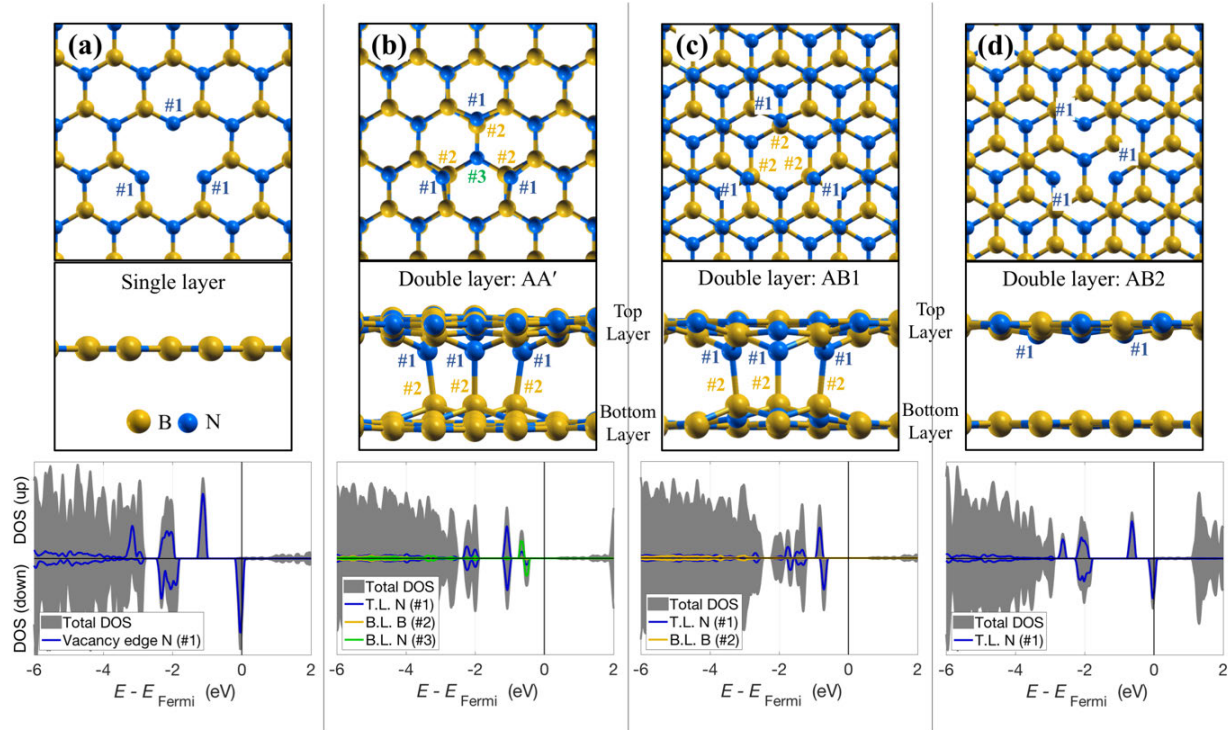 (a)
#1
#1
#1
Single layer
B
N
(b)
#1
#2
#2
#2
#1
#3
#1
Double layer: AA′
Top
Layer
#1
#1
#1
#2
#2
#2
Bottom
Layer
(c)
#1
#2
#2
#2
#1
#1
Double layer: AB1
Top
Layer
#1
#1
#1
#2
#2
#2
Bottom
Layer
(d)
#1
#1
#1
Double layer: AB2
#1
#1
DOS (up)
DOS (down)
Total DOS
Vacancy edge N (#1)
-6 -4 -2 0 2
E - E Fermi (eV)
Total DOS
T.L. N (#1)
B.L. B (#2)
B.L. N (#3)
-6 -4 -2 0 2
E - E Fermi (eV)
Total DOS
T.L. N (#1)
B.L. B (#2)
-6 -4 -2 0 2
E - E Fermi (eV)
Total DOS
T.L. N (#1)
-6 -4 -2 0 2
E - E Fermi (eV)